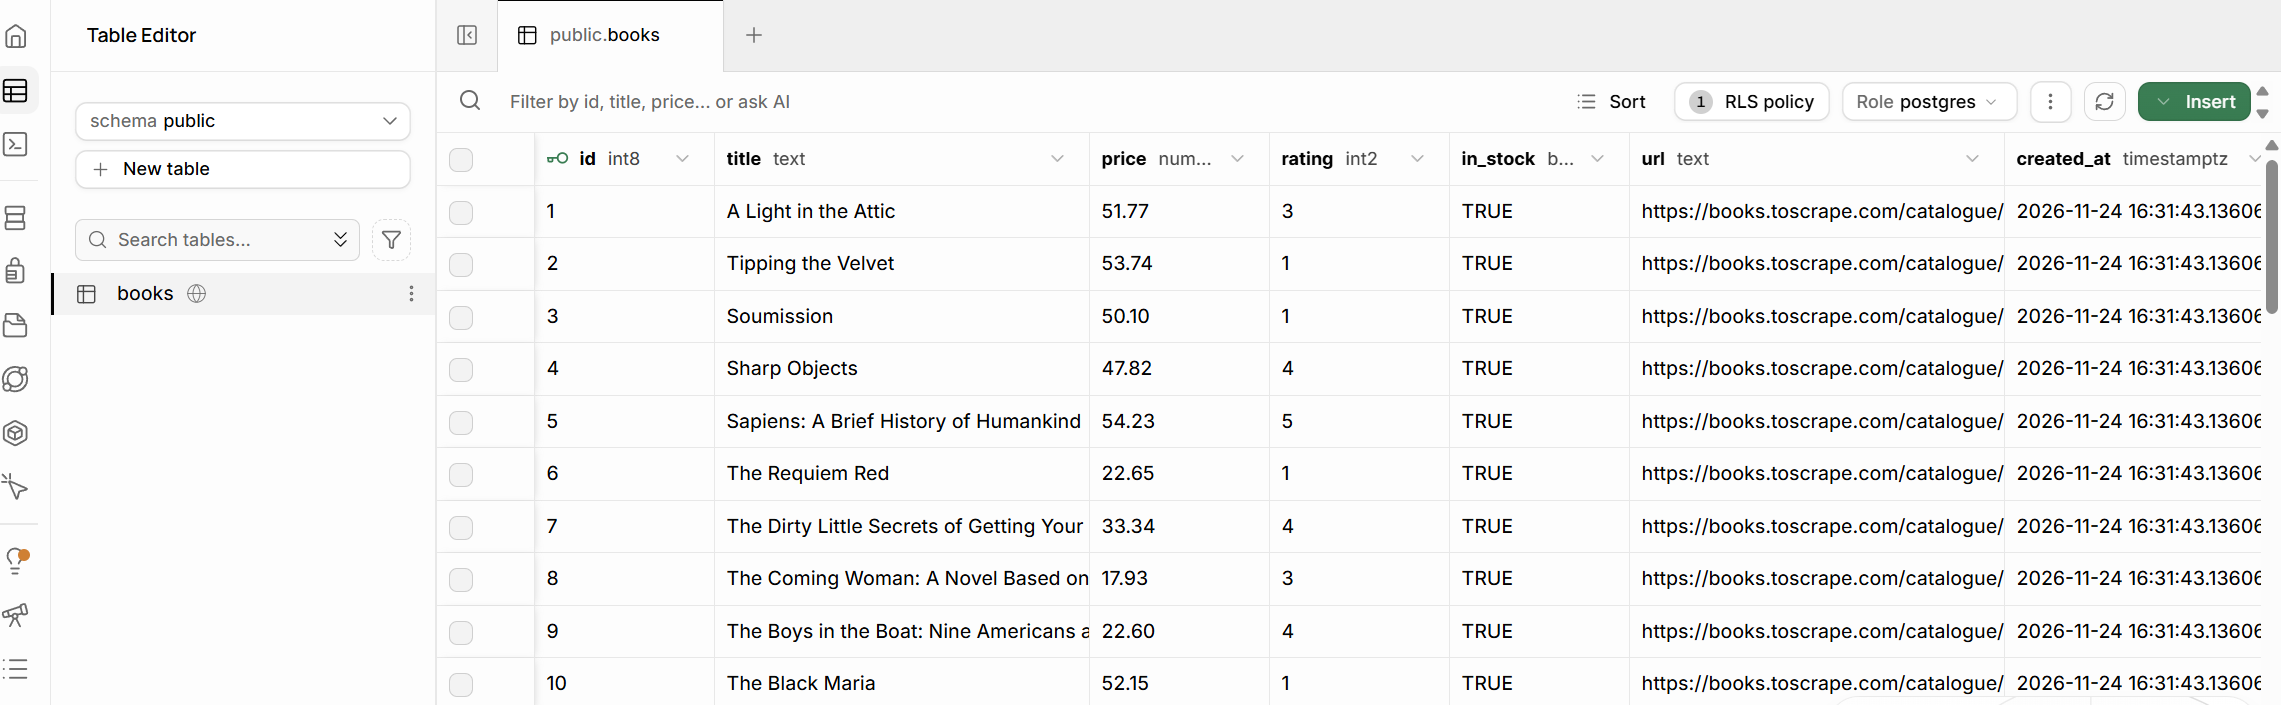 Table Editor
public.books
schema public
New table
Search tables...
books
Filter by id, title, price... or ask AI
Sort
1 RLS policy
Role postgres
Insert
id int8 title text price num... rating int2 in_stock b... url text created_at timestamptz
1 A Light in the Attic 51.77 3 TRUE https://books.toscrape.com/catalogue/ 2026-11-24 16:31:43.13606
2 Tipping the Velvet 53.74 1 TRUE https://books.toscrape.com/catalogue/ 2026-11-24 16:31:43.13606
3 Soumission 50.10 1 TRUE https://books.toscrape.com/catalogue/ 2026-11-24 16:31:43.13606
4 Sharp Objects 47.82 4 TRUE https://books.toscrape.com/catalogue/ 2026-11-24 16:31:43.13606
5 Sapiens: A Brief History of Humankind 54.23 5 TRUE https://books.toscrape.com/catalogue/ 2026-11-24 16:31:43.13606
6 The Requiem Red 22.65 1 TRUE https://books.toscrape.com/catalogue/ 2026-11-24 16:31:43.13606
7 The Dirty Little Secrets of Getting Your 33.34 4 TRUE https://books.toscrape.com/catalogue/ 2026-11-24 16:31:43.13606
8 The Coming Woman: A Novel Based on 17.93 3 TRUE https://books.toscrape.com/catalogue/ 2026-11-24 16:31:43.13606
9 The Boys in the Boat: Nine Americans a 22.60 4 TRUE https://books.toscrape.com/catalogue/ 2026-11-24 16:31:43.13606
10 The Black Maria 52.15 1 TRUE https://books.toscrape.com/catalogue/ 2026-11-24 16:31:43.13606